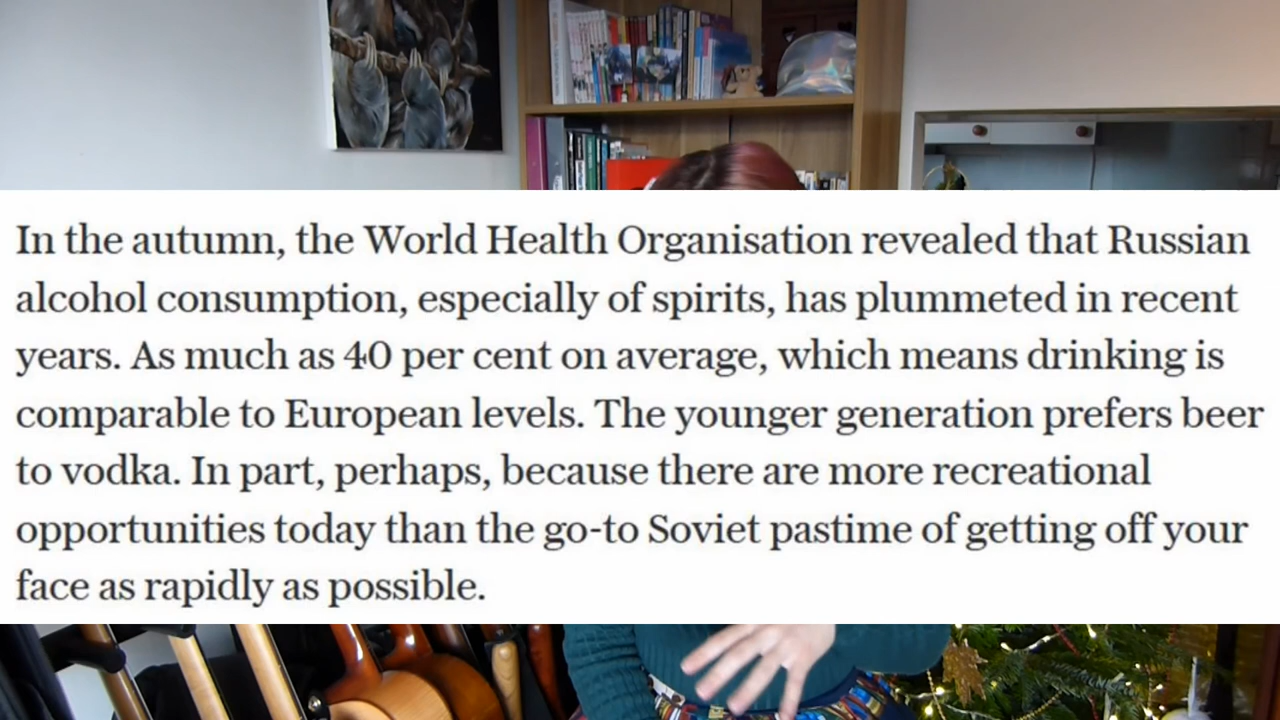 In the autumn, the World Health Organisation revealed that Russian
alcohol consumption, especially of spirits, has plummeted in recent
years. As much as 40 per cent on average, which means drinking is
comparable to European levels. The younger generation prefers beer
to vodka. In part, perhaps, because there are more recreational
opportunities today than the go-to Soviet pastime of getting off your
face as rapidly as possible.